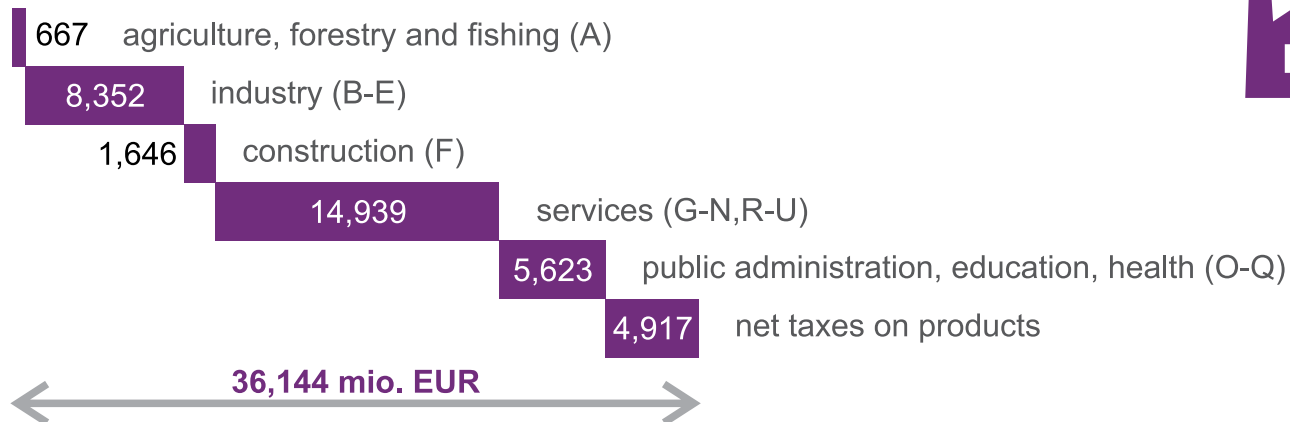 667 agriculture, forestry and fishing (A)
8,352 industry (B-E)
1,646 construction (F)
14,939 services (G-N,R-U)
5,623 public administration, education, health (O-Q)
4,917 net taxes on products
36,144 mio. EUR